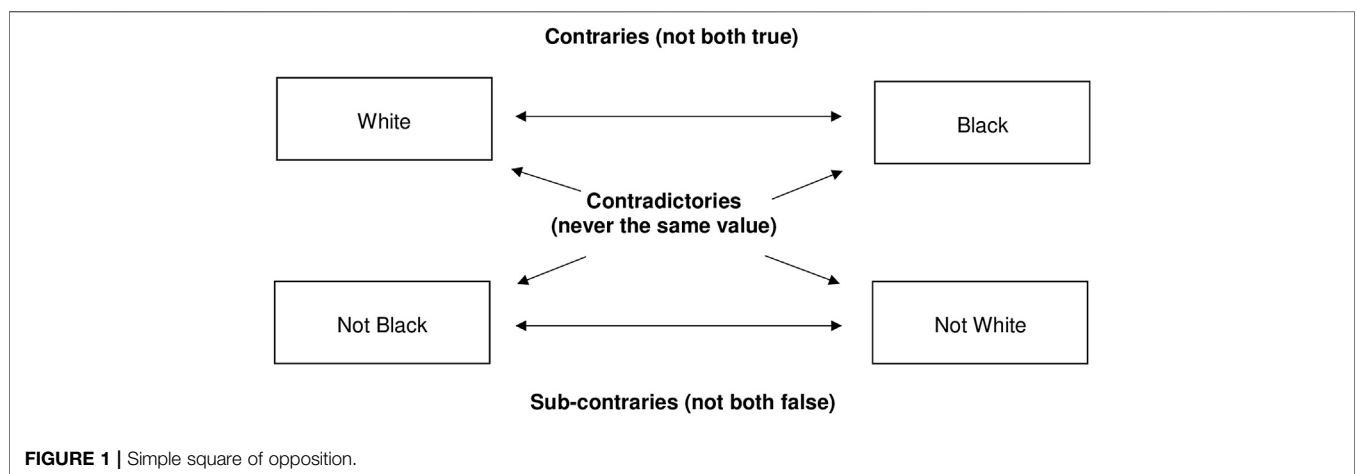 Contraries (not both true)
White
Black
Contradictories
(never the same value)
Not Black
Not White
Sub-contraries (not both false)
FIGURE 1 | Simple square of opposition.